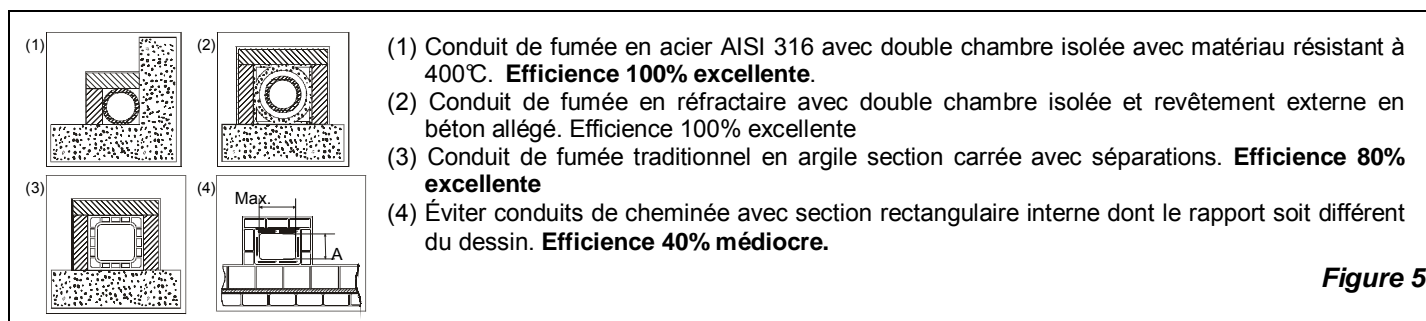 (1) Conduit de fumée en acier AISI 316 avec double chambre isolée avec matériau résistant à
400℃. Efficience 100% excellente.
(2) Conduit de fumée en réfractaire avec double chambre isolée et revêtement externe en
béton allégé. Efficience 100% excellente
(3) Conduit de fumée traditionnel en argile section carrée avec séparations. Efficience 80%
excellente
(4) Éviter conduits de cheminée avec section rectangulaire interne dont le rapport soit différent
du dessin. Efficience 40% médiocre.
Figure 5
(1)
(2)
(3)
(4)
Max.
A